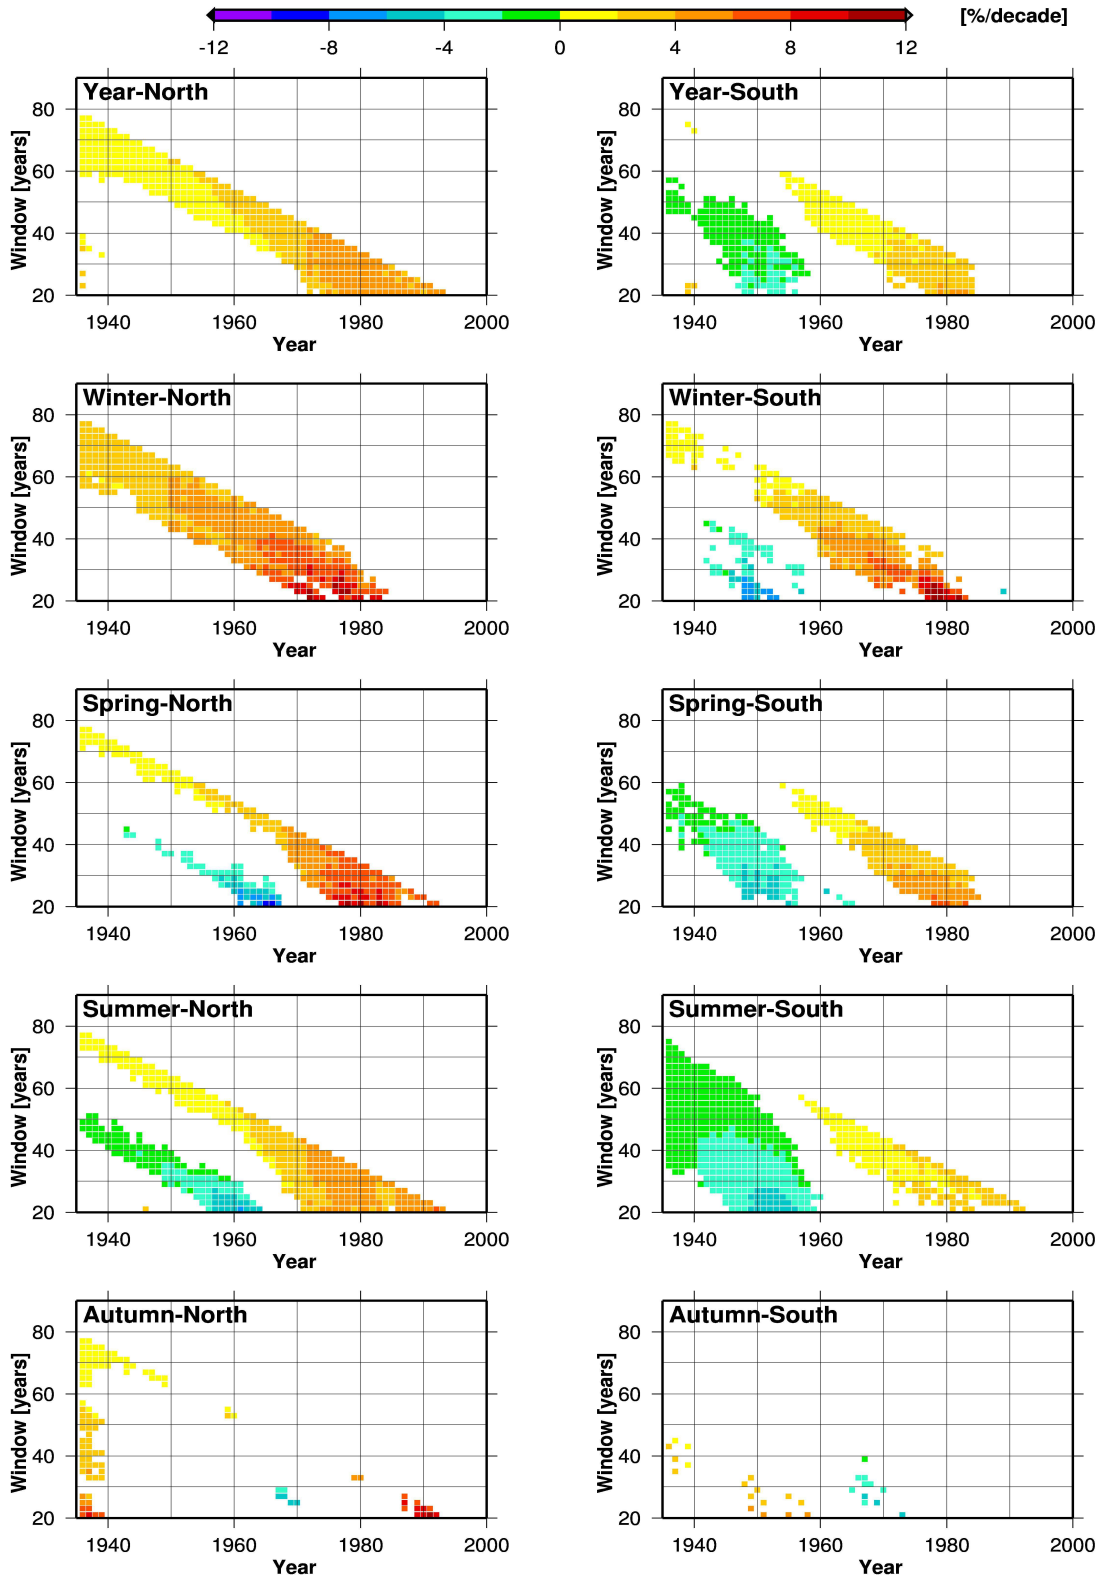 [%/decade]
-12 -8 -4 0 4 8 12
Year-North
Window [years]
80
60
40
20
1940 1960 1980 2000
Year
Year-South
Window [years]
80
60
40
20
1940 1960 1980 2000
Year
Winter-North
Window [years]
80
60
40
20
1940 1960 1980 2000
Year
Winter-South
Window [years]
80
60
40
20
1940 1960 1980 2000
Year
Spring-North
Window [years]
80
60
40
20
1940 1960 1980 2000
Year
Spring-South
Window [years]
80
60
40
20
1940 1960 1980 2000
Year
Summer-North
Window [years]
80
60
40
20
1940 1960 1980 2000
Year
Summer-South
Window [years]
80
60
40
20
1940 1960 1980 2000
Year
Autumn-North
Window [years]
80
60
40
20
1940 1960 1980 2000
Year
Autumn-South
Window [years]
80
60
40
20
1940 1960 1980 2000
Year